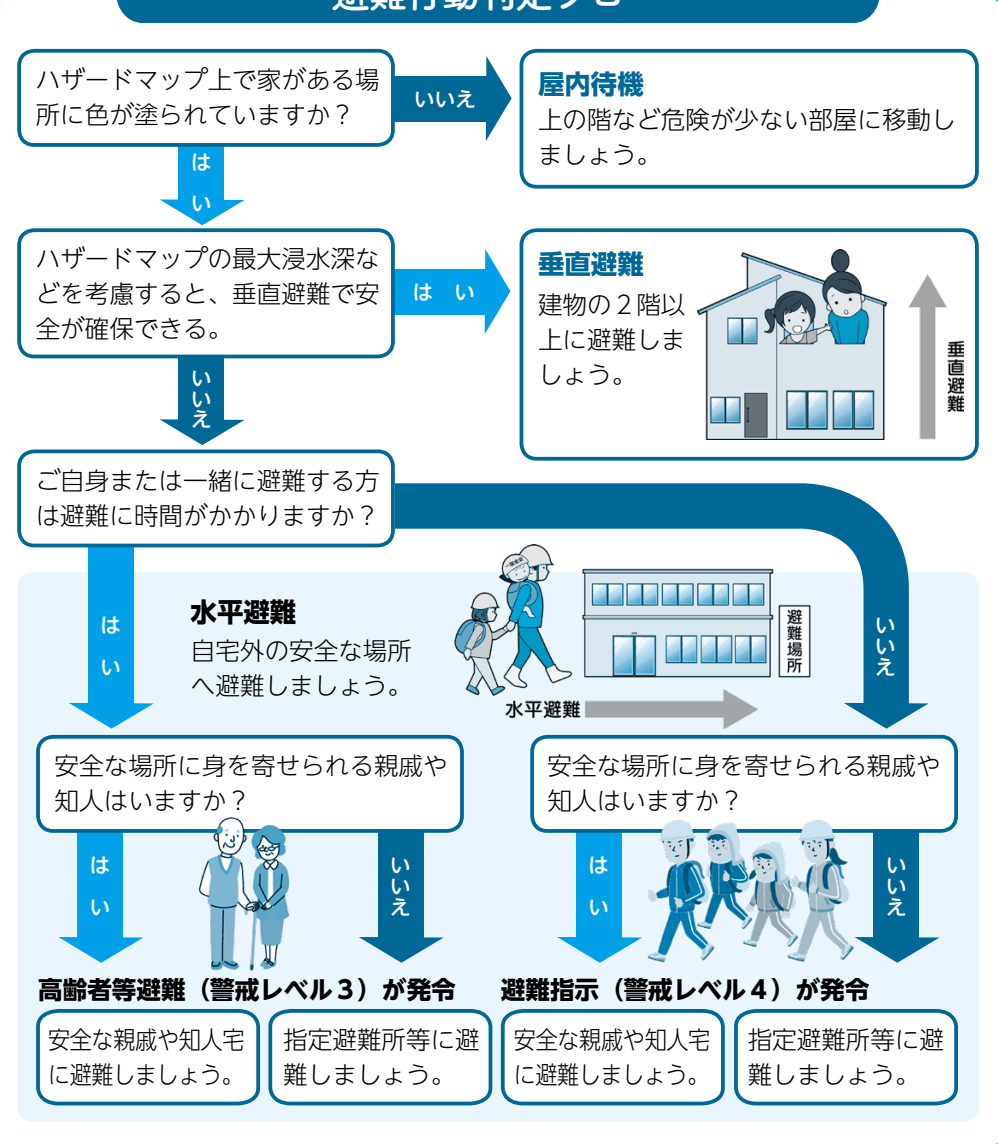 避難行動判定フロー
ハザードマップ上で家がある場
所に色が塗られていますか？
いいえ
屋内待機
上の階など危険が少ない部屋に移動し
ましょう。
はい
ハザードマップの最大浸水深な
どを考慮すると、垂直避難で安
全が確保できる。
はい
垂直避難
建物の２階以
上に避難しま
しょう。
垂直避難
いいえ
ご自身または一緒に避難する方
は避難に時間がかかりますか？
はい
水平避難
自宅外の安全な場所
へ避難しましょう。
避難場所
水平避難
いいえ
安全な場所に身を寄せられる親戚や
知人はいますか？
安全な場所に身を寄せられる親戚や
知人はいますか？
はい
いいえ
はい
いいえ
高齢者等避難（警戒レベル３）が発令
避難指示（警戒レベル４）が発令
安全な親戚や知人宅
に避難しましょう。
指定避難所等に避
難しましょう。
安全な親戚や知人宅
に避難しましょう。
指定避難所等に避
難しましょう。